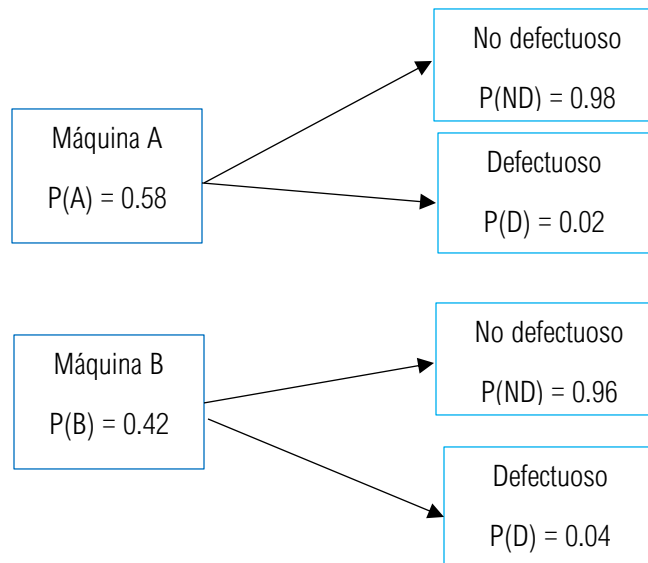 No defectuoso
P(ND) = 0.98
Máquina A
P(A) = 0.58
Defectuoso
P(D) = 0.02
No defectuoso
P(ND) = 0.96
Máquina B
P(B) = 0.42
Defectuoso
P(D) = 0.04